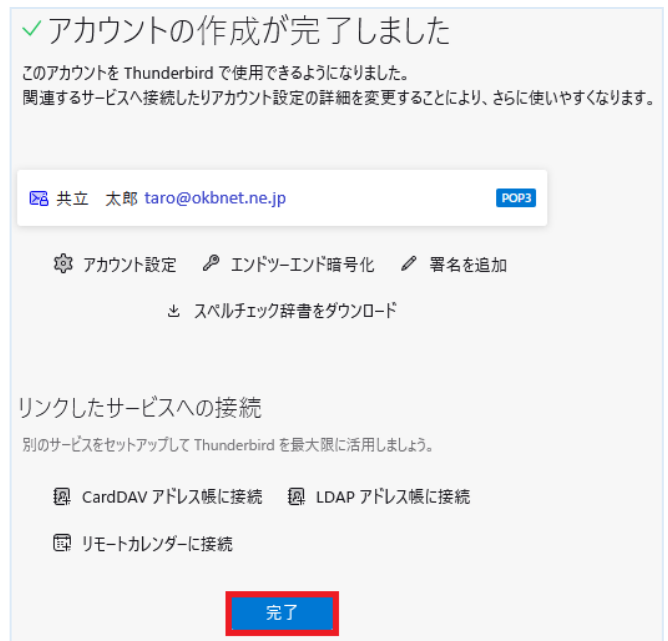 アカウントの作成が完了しました
このアカウントを Thunderbird で使用できるようになりました。
関連するサービスへ接続したりアカウント設定の詳細を変更することにより、さらに使いやすくなります。
共立　太郎 taro@okbnet.ne.jp POP3
アカウント設定 エンドツーエンド暗号化 署名を追加
スペルチェック辞書をダウンロード
リンクしたサービスへの接続
別のサービスをセットアップして Thunderbird を最大限に活用しましょう。
CardDAV アドレス帳に接続 LDAP アドレス帳に接続
リモートカレンダーに接続
完了